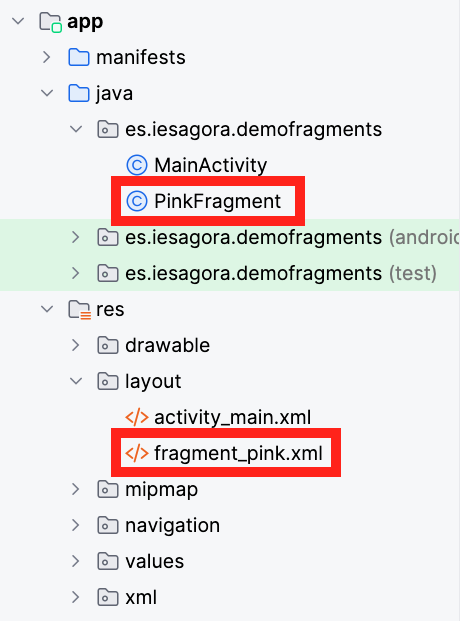 app
manifests
java
es.iesagora.demofragments
MainActivity
PinkFragment
es.iesagora.demofragments (androic
es.iesagora.demofragments (test)
res
drawable
layout
activity_main.xml
fragment_pink.xml
mipmap
navigation
values
xml